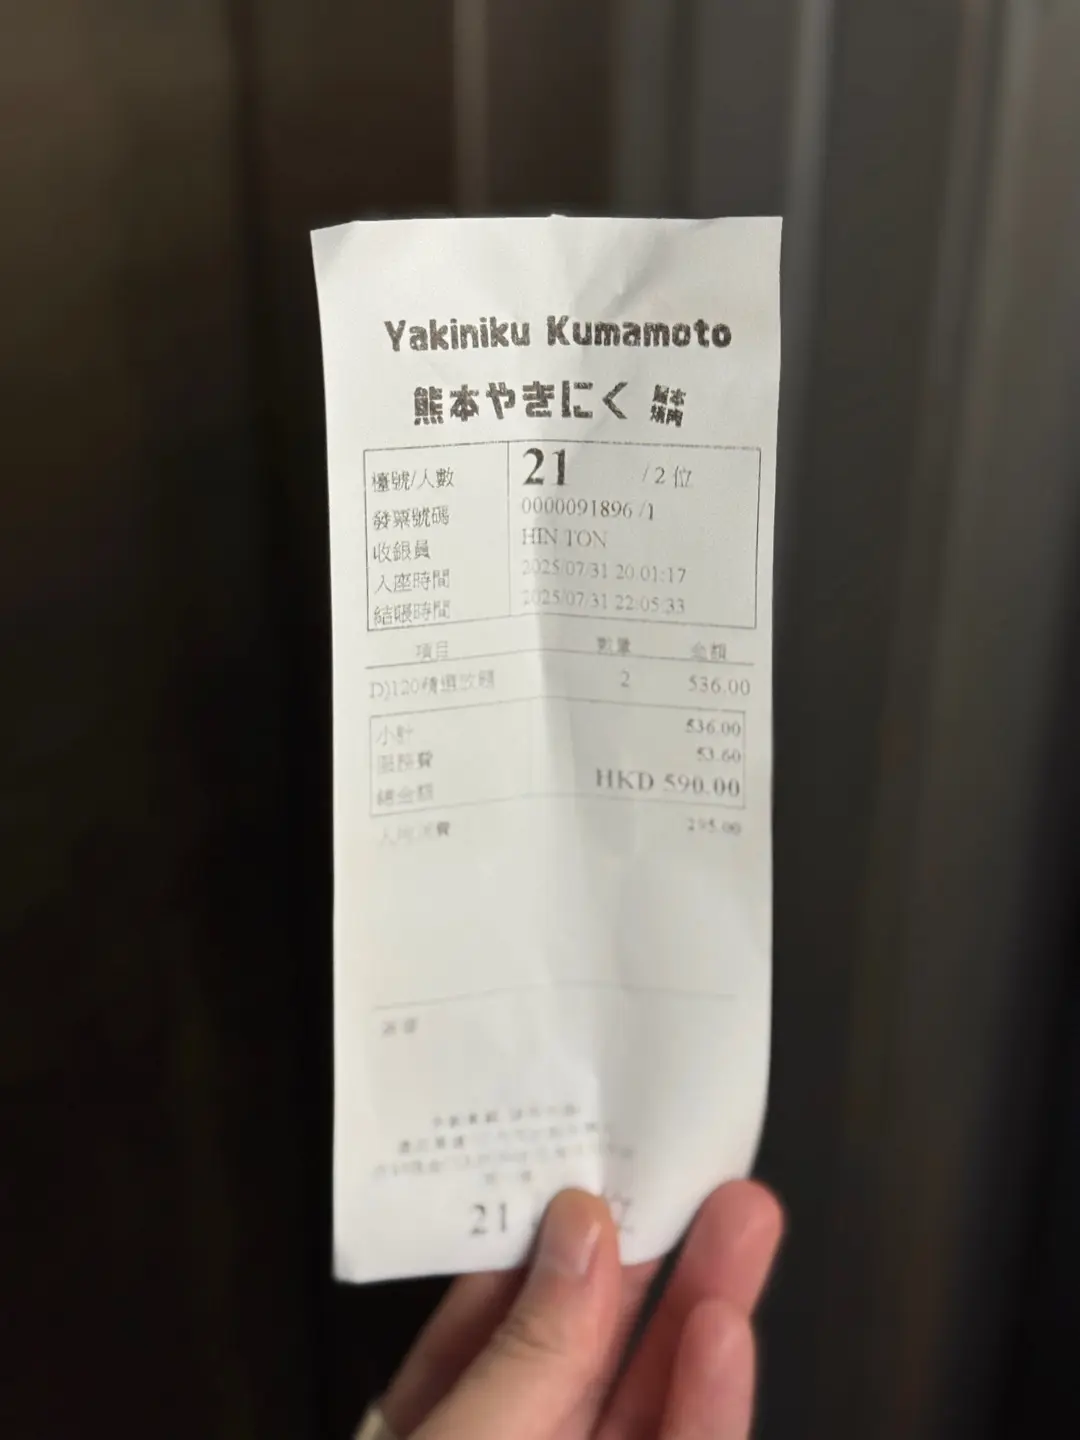 Yakiniku Kumamoto
熊本やきにく 熊本焼肉
檯號/人數 21 /2 位
發票號碼 0000091896 /1
收銀員 HIN TON
入座時間 2025/07/31 20:01:17
結賬時間 2025/07/31 22:05:33
項目 數量 金額
D)120精選放題 2 536.00
小計 536.00
服務費 53.60
總金額 HKD 590.00
人均消費 295.00
21